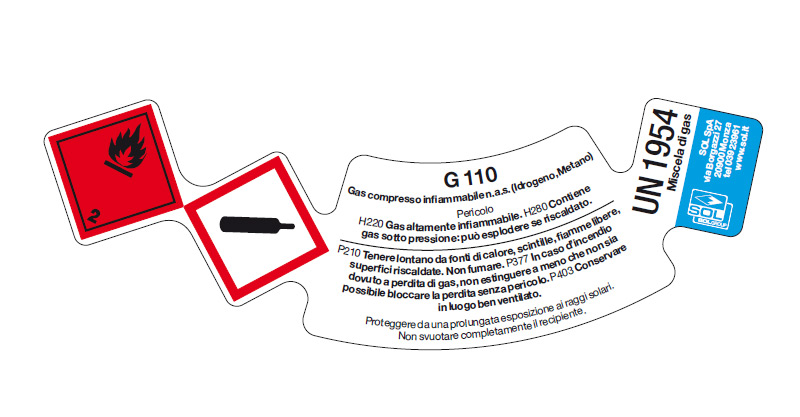 2
G 110
Gas compresso infiammabile n.a.s. (Idrogeno, Metano)
Pericolo
H220 Gas altamente infiammabile. H280 Contiene
gas sotto pressione: può esplodere se riscaldato.
P210 Tenere lontano da fonti di calore, scintille, fiamme libere,
superfici riscaldate. Non fumare. P377 In caso d'incendio
dovuto a perdita di gas, non estinguere a meno che non sia
possibile bloccare la perdita senza pericolo. P403 Conservare
in luogo ben ventilato.
Proteggere da una prolungata esposizione ai raggi solari.
Non svuotare completamente il recipiente.
UN 1954
Miscela di gas
SOL SpA
via Borgazzi 27
20900 Monza
tel 039 23961
www.sol.it
SOL
SOLGROUP